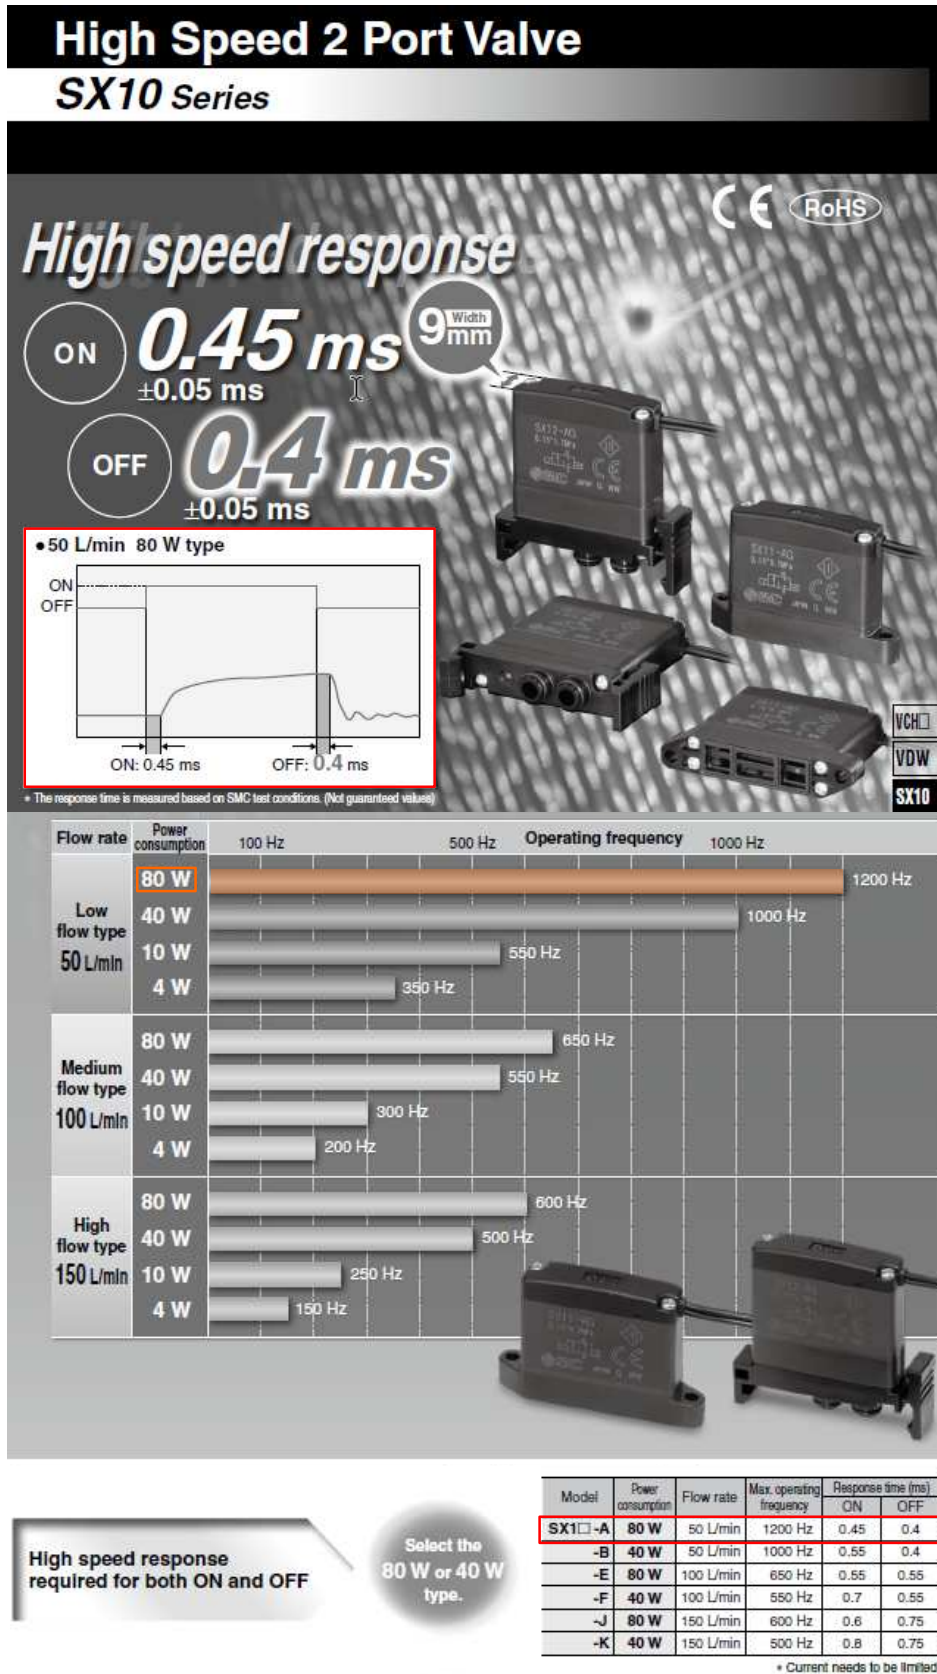 High Speed 2 Port Valve
SX10 Series
CE RoHS
High speed response
ON 0.45 ms
±0.05 ms
9 Width
mm
OFF 0.4 ms
±0.05 ms
●50 L/min 80 W type
ON
OFF
ON: 0.45 ms OFF: 0.4 ms
* The response time is measured based on SMC test conditions. (Not guaranteed values)
VCH□
VDW
SX10
Flow rate Power consumption 100 Hz 500 Hz Operating frequency 1000 Hz
Low flow type 50 L/min
80 W 1200 Hz
40 W 1000 Hz
10 W 550 Hz
4 W 350 Hz
Medium flow type 100 L/min
80 W 650 Hz
40 W 550 Hz
10 W 300 Hz
4 W 200 Hz
High flow type 150 L/min
80 W 600 Hz
40 W 500 Hz
10 W 250 Hz
4 W 150 Hz
High speed response
required for both ON and OFF
Select the
80 W or 40 W
type.
Model Power consumption Flow rate Max. operating frequency Response time (ms)
ON OFF
SX1□-A 80 W 50 L/min 1200 Hz 0.45 0.4
-B 40 W 50 L/min 1000 Hz 0.55 0.4
-E 80 W 100 L/min 650 Hz 0.55 0.55
-F 40 W 100 L/min 550 Hz 0.7 0.55
-J 80 W 150 L/min 600 Hz 0.6 0.75
-K 40 W 150 L/min 500 Hz 0.8 0.75
* Current needs to be limited